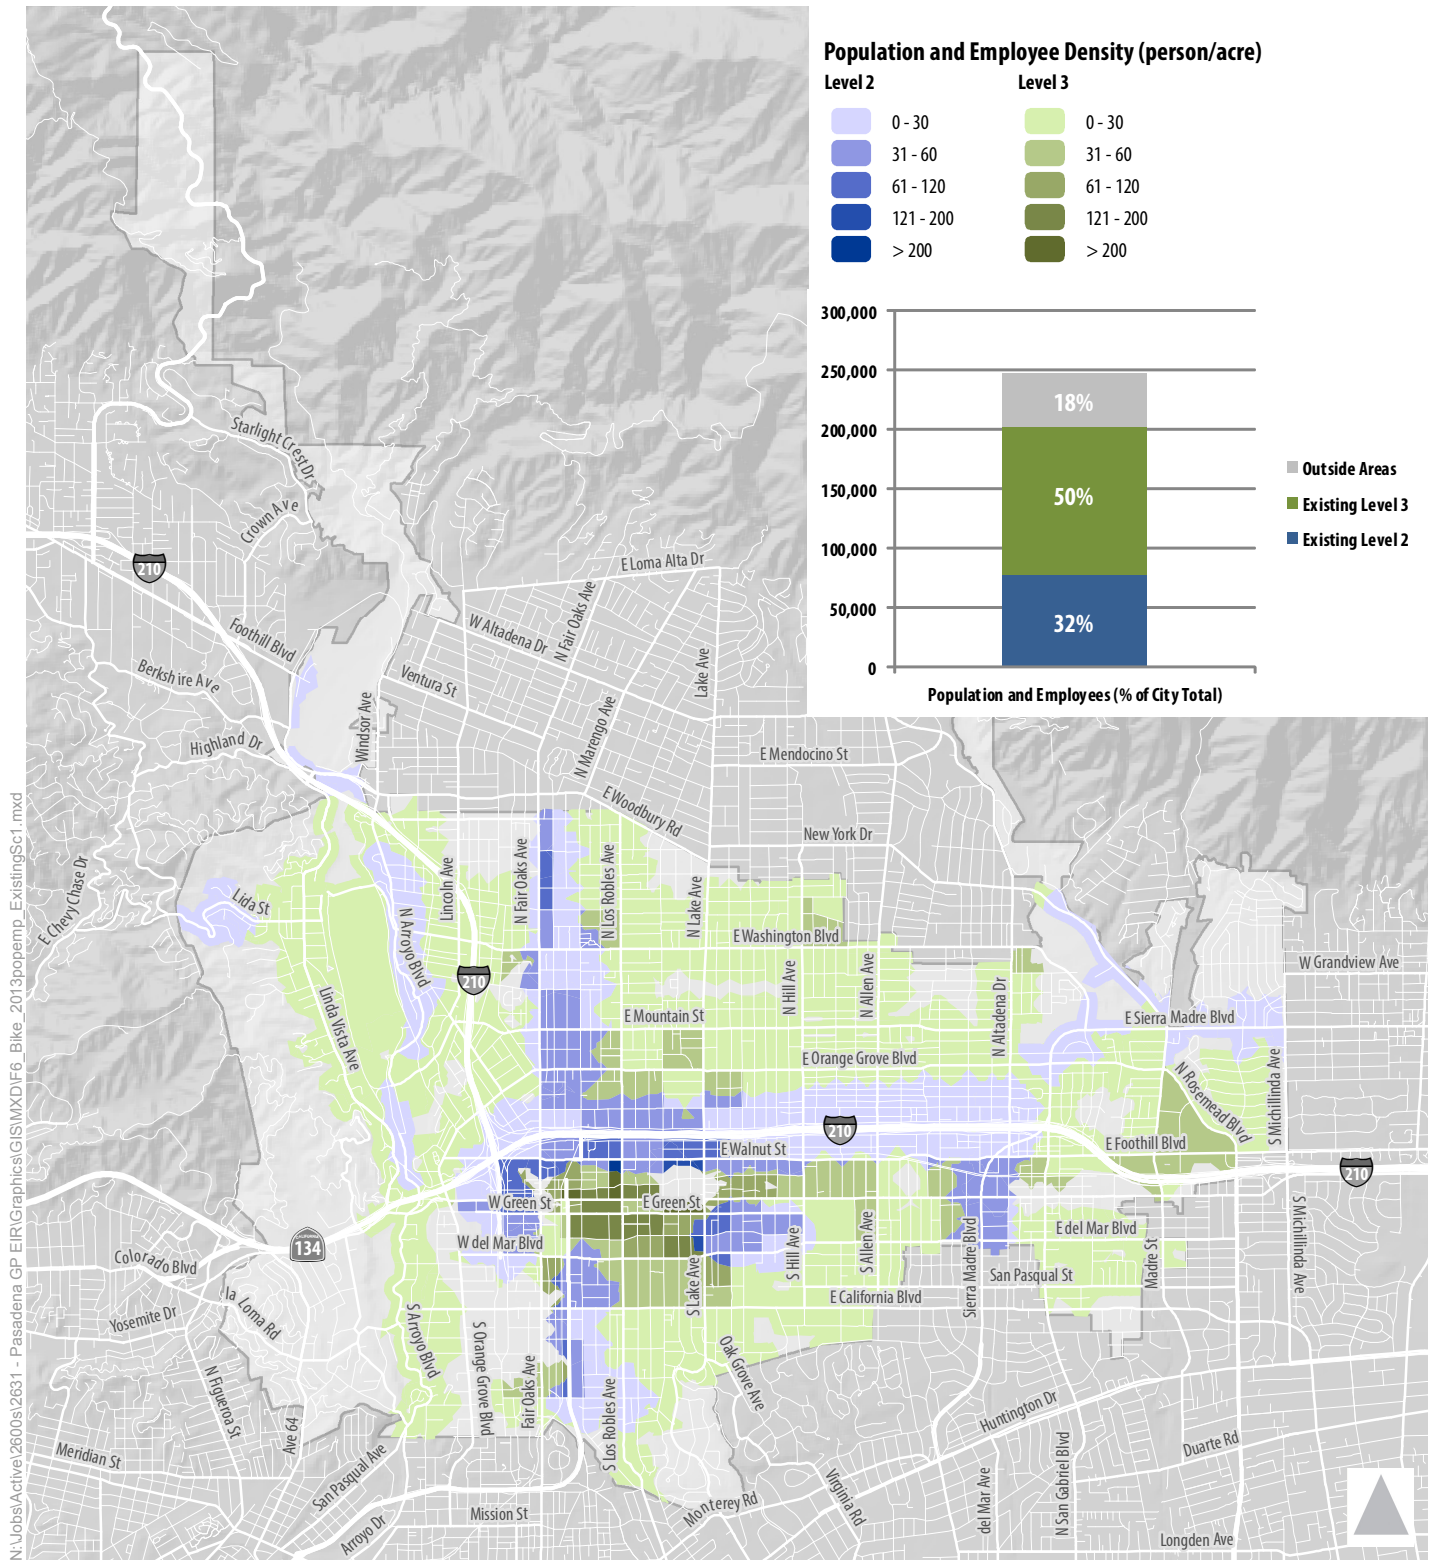 Population and Employee Density (person/acre)
Level 2
Level 3
0 - 30
0 - 30
31 - 60
31 - 60
61 - 120
61 - 120
121 - 200
121 - 200
> 200
> 200
300,000
250,000
200,000
150,000
100,000
50,000
0
18%
50%
32%
Outside Areas
Existing Level 3
Existing Level 2
Population and Employees (% of City Total)
Starlight Crest Dr
Crown Ave
210
E Loma Alta Dr
N Fair Oaks Ave
W Altadena Dr
Foothill Blvd
Berkshire Ave
Ventura St
Lake Ave
Windsor Ave
N Marengo Ave
Highland Dr
E Mendocino St
E Woodbury Rd
New York Dr
E Chevy Chase Dr
Lida St
Lincoln Ave
N Fair Oaks Ave
N Los Robles Ave
N Lake Ave
N Arroyo Blvd
E Washington Blvd
W Grandview Ave
210
N Hill Ave
N Allen Ave
Linda Vista Ave
E Mountain St
N Altadena Dr
E Sierra Madre Blvd
E Orange Grove Blvd
N Rosemead Blvd
S Michillinda Ave
210
E Walnut St
E Foothill Blvd
210
W Green St
E Green St
S Michillinda Ave
W del Mar Blvd
E del Mar Blvd
134
Colorado Blvd
S Hill Ave
S Allen Ave
Sierra Madre Blvd
Madre St
San Pasqual St
S Lake Ave
E California Blvd
la Loma Rd
Yosemite Dr
S Arroyo Blvd
S Orange Grove Blvd
Fair Oaks Ave
Oak Grove Ave
N Figueroa St
S Los Robles Ave
Ave 64
Huntington Dr
Meridian St
San Pasqual Ave
Duarte Rd
N San Gabriel Blvd
del Mar Ave
Virginia Rd
Monterey Rd
Mission St
Arroyo Dr
Longden Ave
N:\Jobs\Active\2600s\2631 - Pasadena GP EIR\Graphics\GIS\MXD\F6_Bike_2013popemp_ExistingSc1.mxd